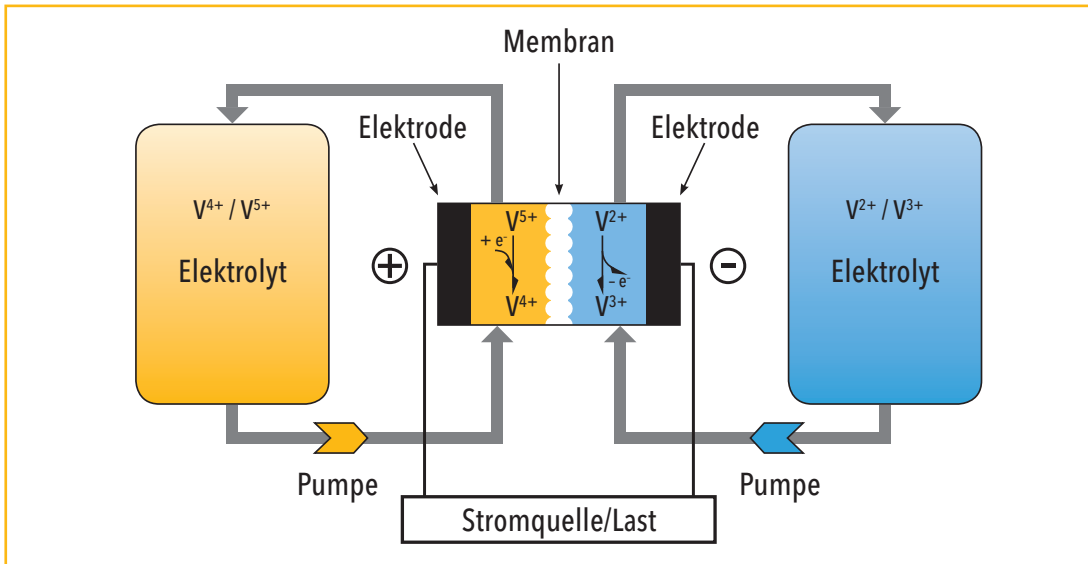 Membran
Elektrode
Elektrode
V⁴⁺ / V⁵⁺
Elektrolyt
V⁵⁺
+ e⁻
V⁴⁺
V²⁺
– e⁻
V³⁺
V²⁺ / V³⁺
Elektrolyt
+
-
Pumpe
Pumpe
Stromquelle/Last